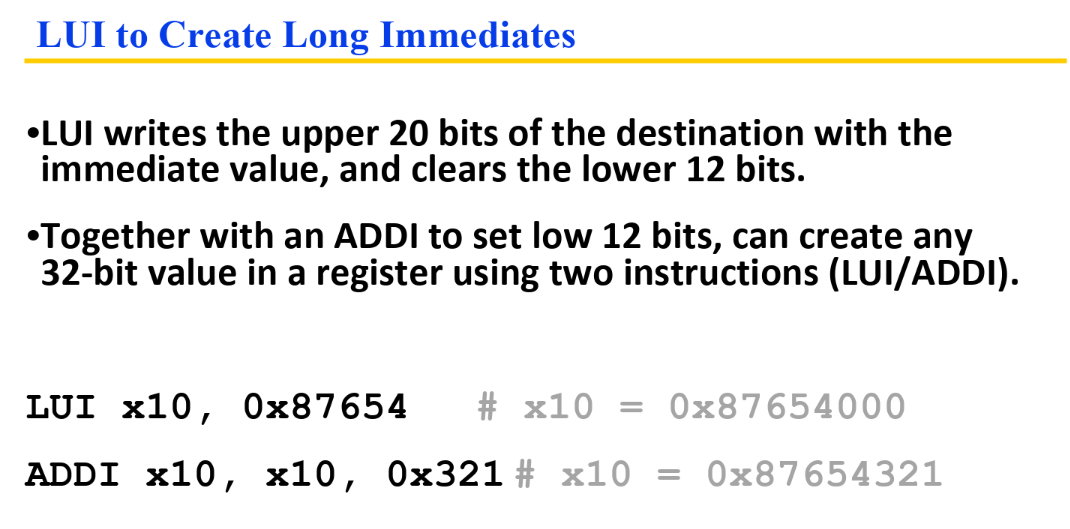 LUI to Create Long Immediates
•LUI writes the upper 20 bits of the destination with the
immediate value, and clears the lower 12 bits.
•Together with an ADDI to set low 12 bits, can create any
32-bit value in a register using two instructions (LUI/ADDI).
LUI x10, 0x87654 # x10 = 0x87654000
ADDI x10, x10, 0x321 # x10 = 0x87654321